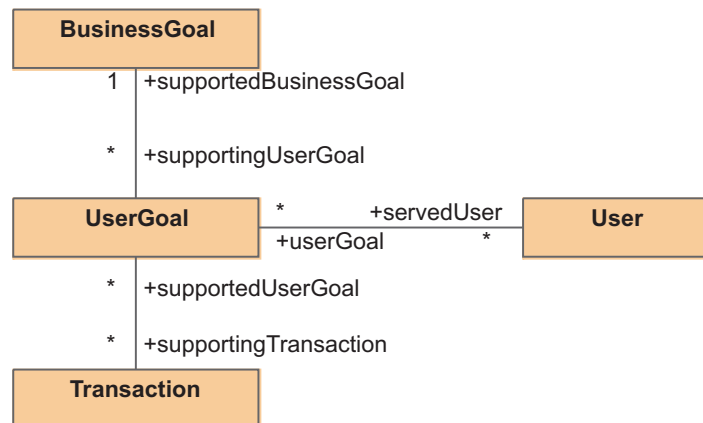 BusinessGoal
1 +supportedBusinessGoal
* +supportingUserGoal
UserGoal
* +servedUser
+userGoal *
User
* +supportedUserGoal
* +supportingTransaction
Transaction